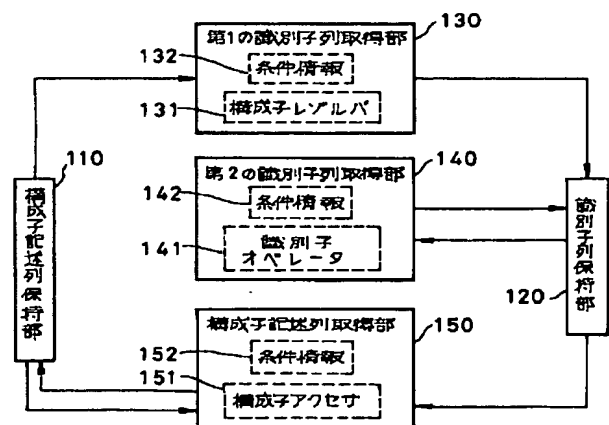 第1の識別子列取得部
130
132
条件情報
131
構成子レゾルバ
110
構成子記述列保持部
第2の識別子列取得部
140
142
条件情報
141
識別子
オペレータ
識別子列保持部
120
構成子記述列取得部
150
152
条件情報
151
構成子アクセサ